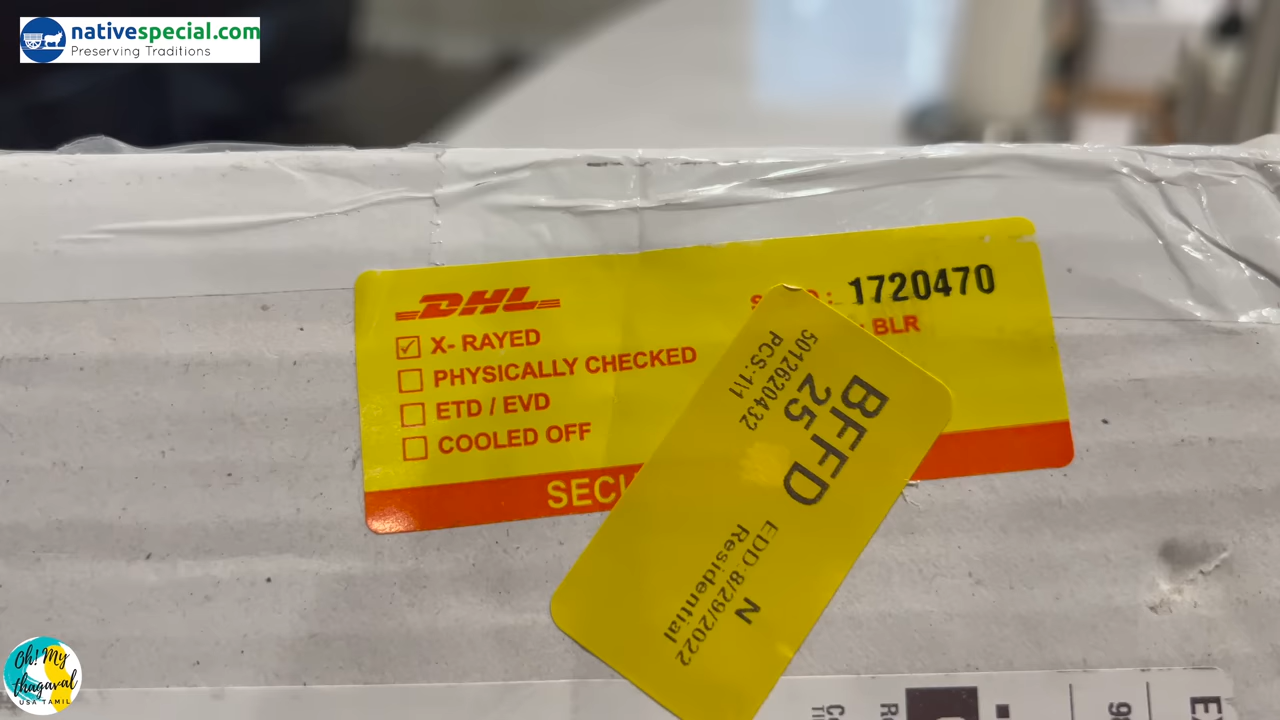 nativespecial.com
Preserving Traditions
DHL
1720470
: BLR
X- RAYED
PHYSICALLY CHECKED
ETD / EVD
COOLED OFF
5012620432
PCS:1\1
BFFD
25
EDD:8/29/2022
Residential
N
Oh! My
thagaval
USA TAMIL